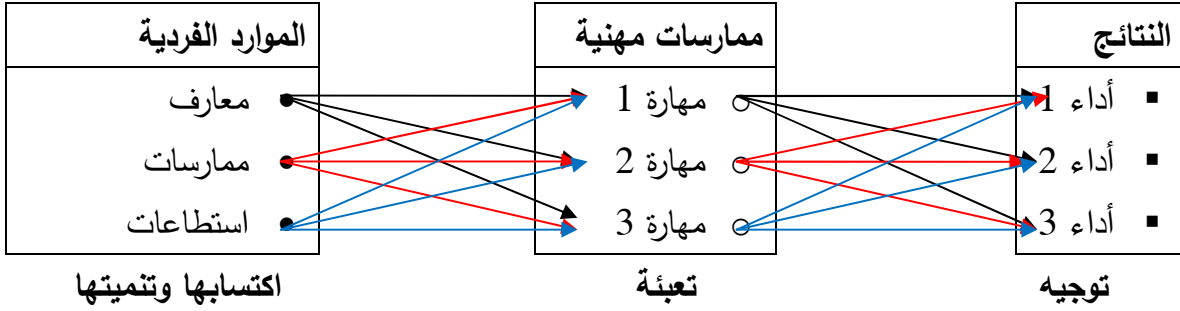 الموارد الفردية
• معارف
• ممارسات
• استطاعات
اكتسابها وتنميتها
ممارسات مهنية
○ مهارة 1
○ مهارة 2
○ مهارة 3
تعبئة
النتائج
▪ أداء 1
▪ أداء 2
▪ أداء 3
توجيه